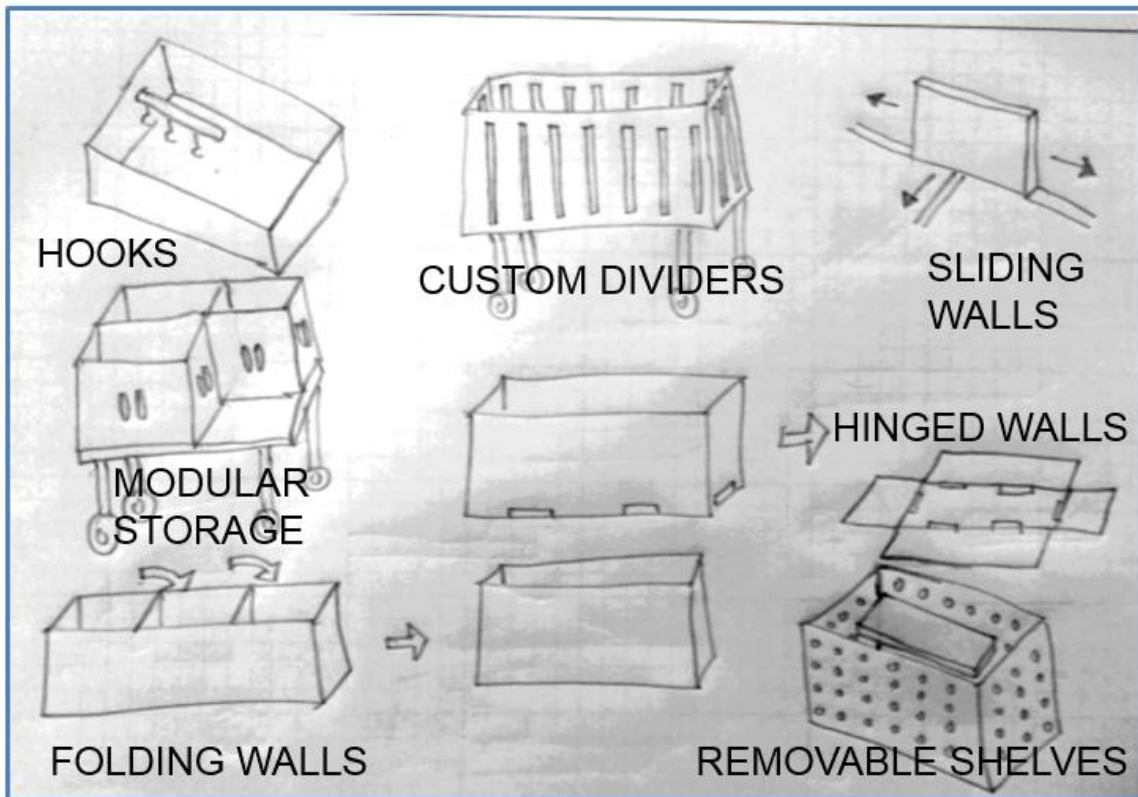 HOOKS
CUSTOM DIVIDERS
SLIDING
WALLS
MODULAR
STORAGE
HINGED WALLS
FOLDING WALLS
REMOVABLE SHELVES